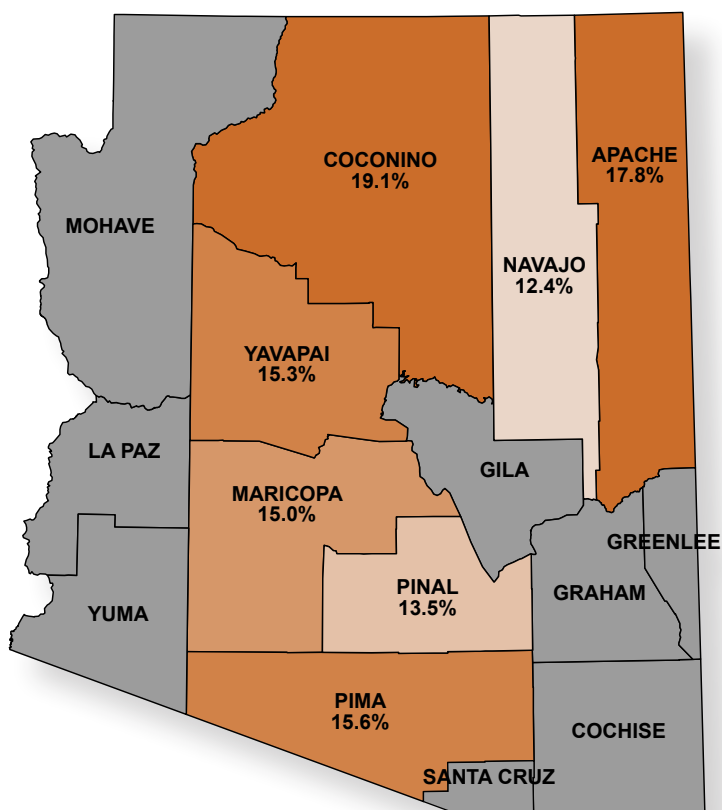 COCONINO
19.1%
APACHE
17.8%
MOHAVE
NAVAJO
12.4%
YAVAPAI
15.3%
LA PAZ
GILA
MARICOPA
15.0%
GREENLEE
PINAL
13.5%
GRAHAM
YUMA
PIMA
15.6%
COCHISE
SANTA CRUZ